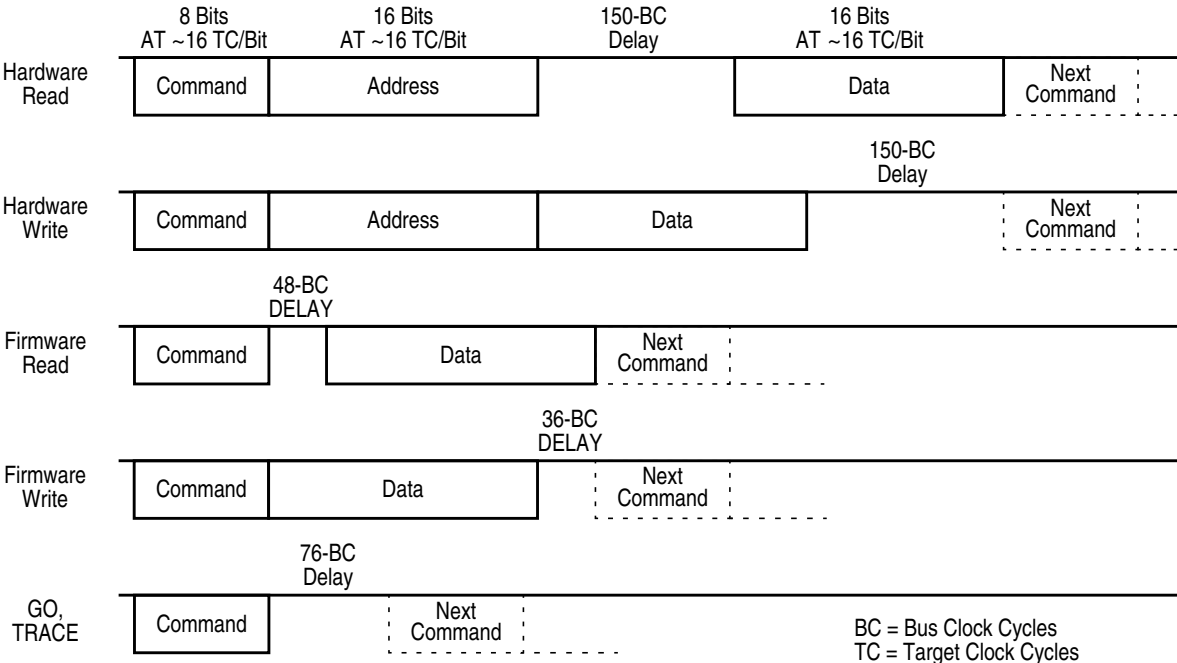 8 Bits
AT ~16 TC/Bit
16 Bits
AT ~16 TC/Bit
150-BC
Delay
16 Bits
AT ~16 TC/Bit
Hardware
Read
Command
Address
Data
Next
Command
150-BC
Delay
Hardware
Write
Command
Address
Data
Next
Command
48-BC
DELAY
Firmware
Read
Command
Data
Next
Command
36-BC
DELAY
Firmware
Write
Command
Data
Next
Command
76-BC
Delay
GO,
TRACE
Command
Next
Command
BC = Bus Clock Cycles
TC = Target Clock Cycles